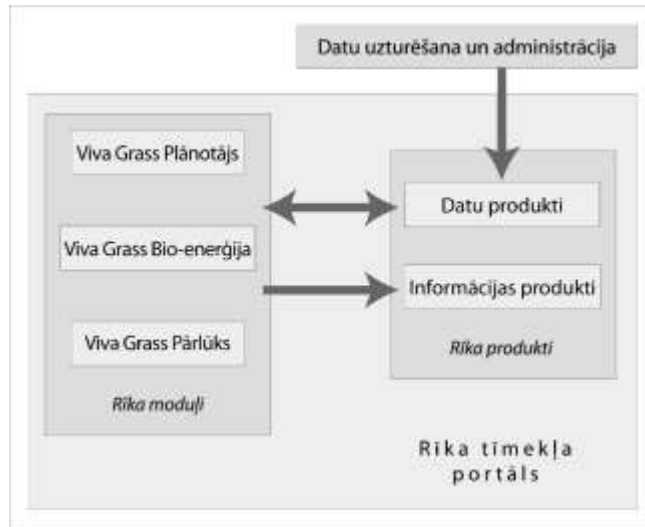 Datu uzturēšana un administrācija
Viva Grass Plānotājs
Viva Grass Bio-enerģija
Viva Grass Pārlūks
Rīka moduļi
Datu produkti
Informācijas produkti
Rīka produkti
Rīka tīmekļa
portāls